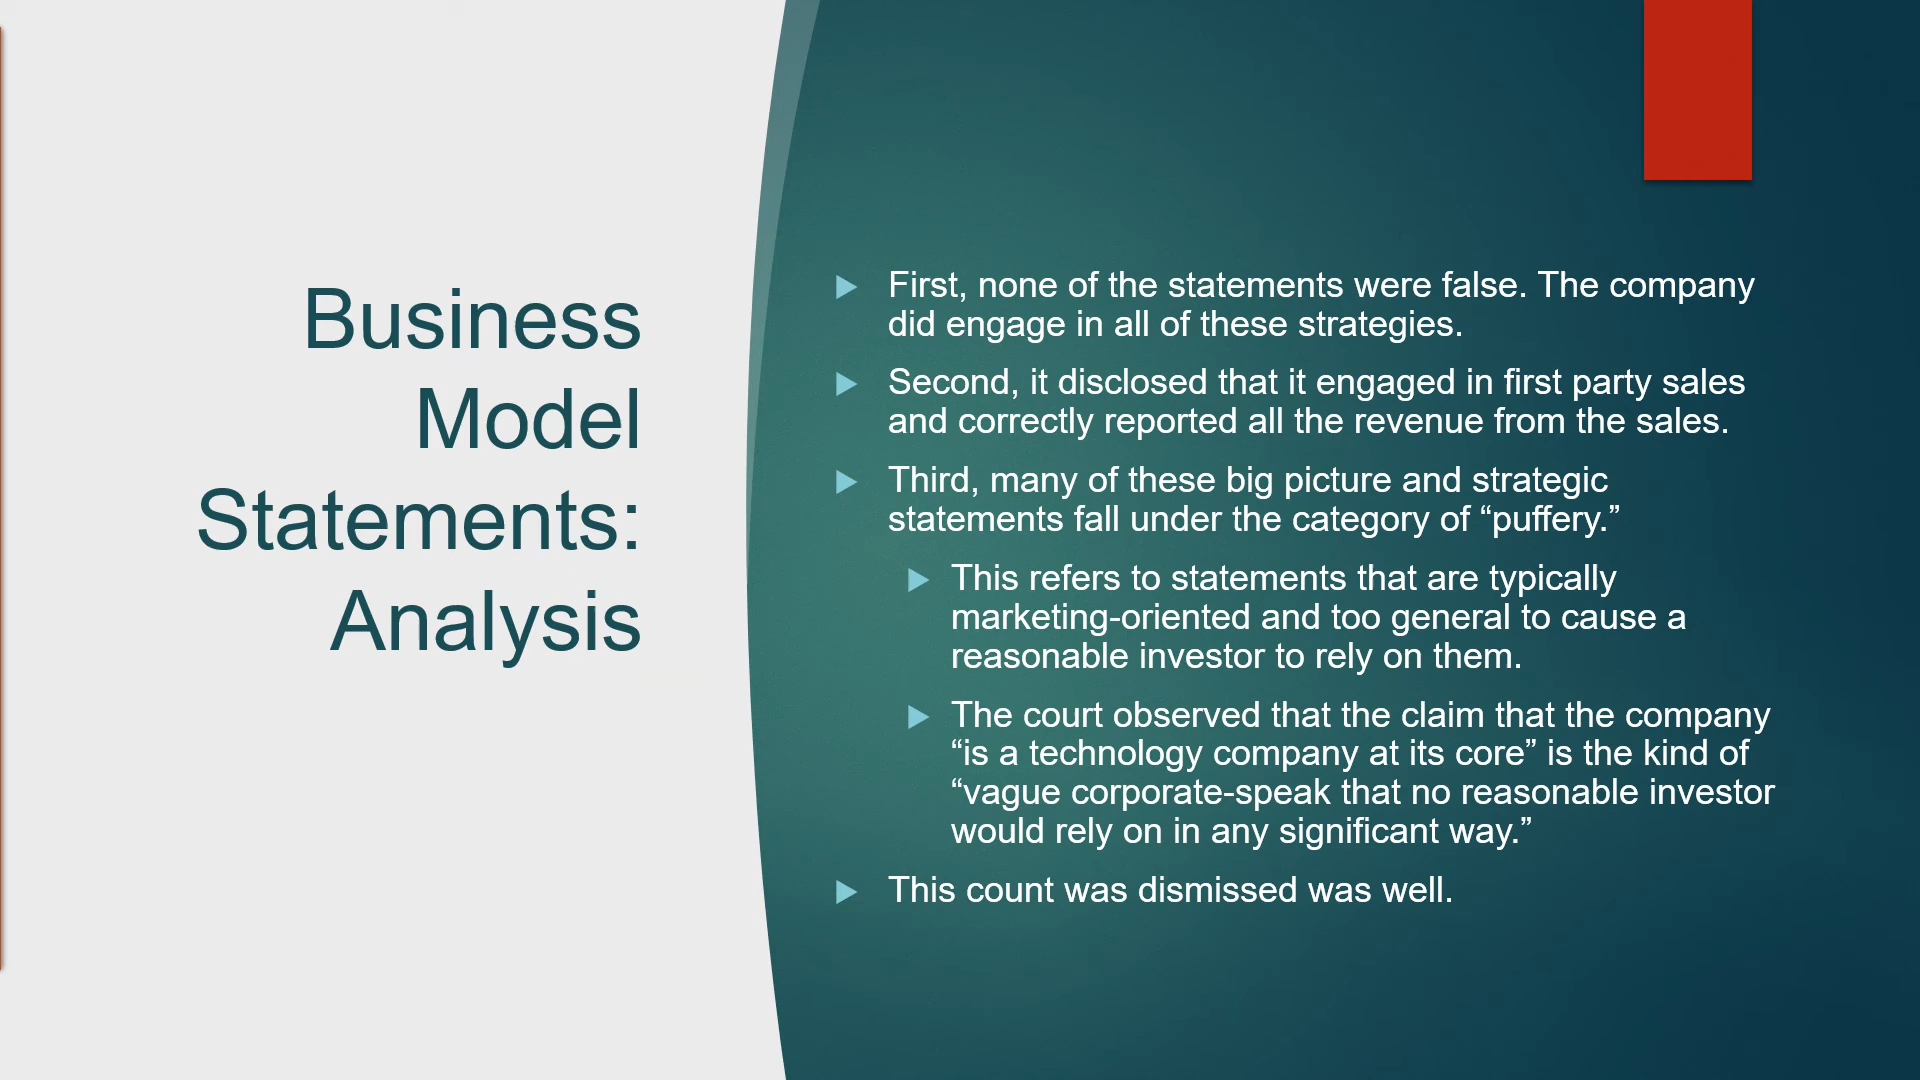 Business
Model
Statements:
Analysis
First, none of the statements were false. The company
did engage in all of these strategies.
Second, it disclosed that it engaged in first party sales
and correctly reported all the revenue from the sales.
Third, many of these big picture and strategic
statements fall under the category of “puffery.”
This refers to statements that are typically
marketing-oriented and too general to cause a
reasonable investor to rely on them.
The court observed that the claim that the company
“is a technology company at its core” is the kind of
“vague corporate-speak that no reasonable investor
would rely on in any significant way.”
This count was dismissed was well.